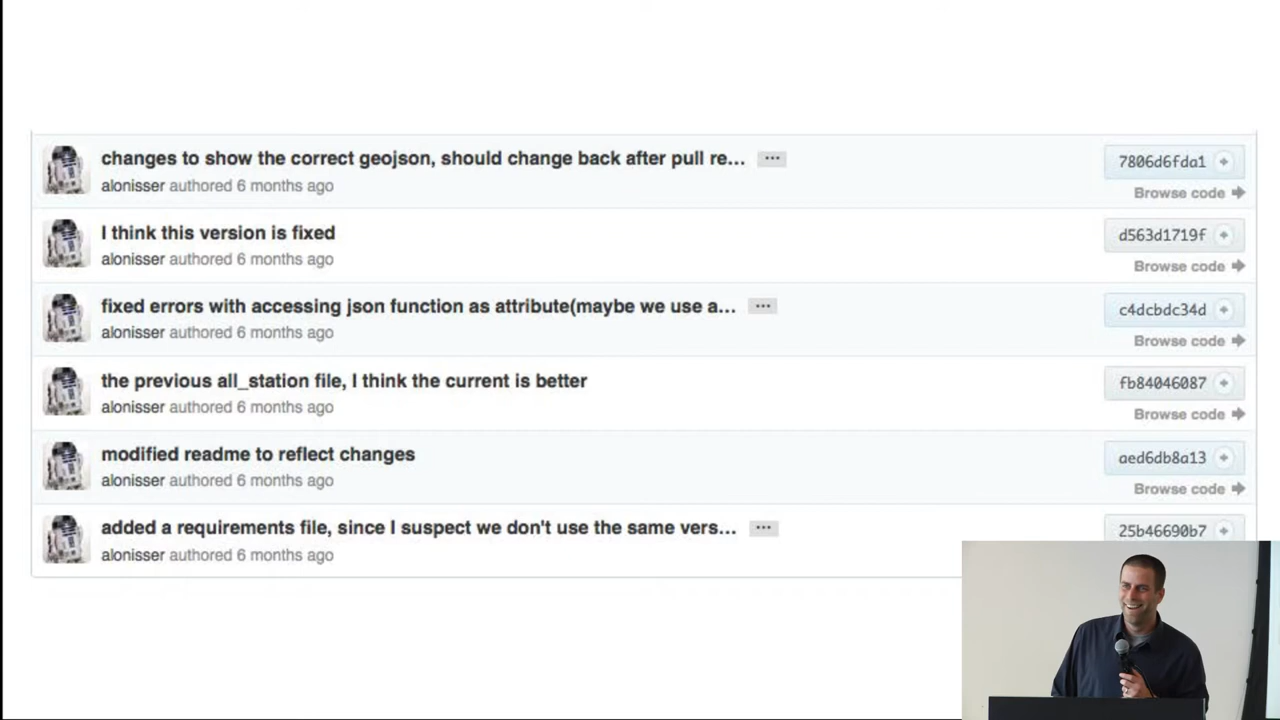 changes to show the correct geojson, should change back after pull re... ...
alonisser authored 6 months ago
7806d6fda1
Browse code
I think this version is fixed
alonisser authored 6 months ago
d563d1719f
Browse code
fixed errors with accessing json function as attribute(maybe we use a... ...
alonisser authored 6 months ago
c4dcbdc34d
Browse code
the previous all_station file, I think the current is better
alonisser authored 6 months ago
fb84046087
Browse code
modified readme to reflect changes
alonisser authored 6 months ago
aed6db8a13
Browse code
added a requirements file, since I suspect we don't use the same vers... ...
alonisser authored 6 months ago
25b46690b7